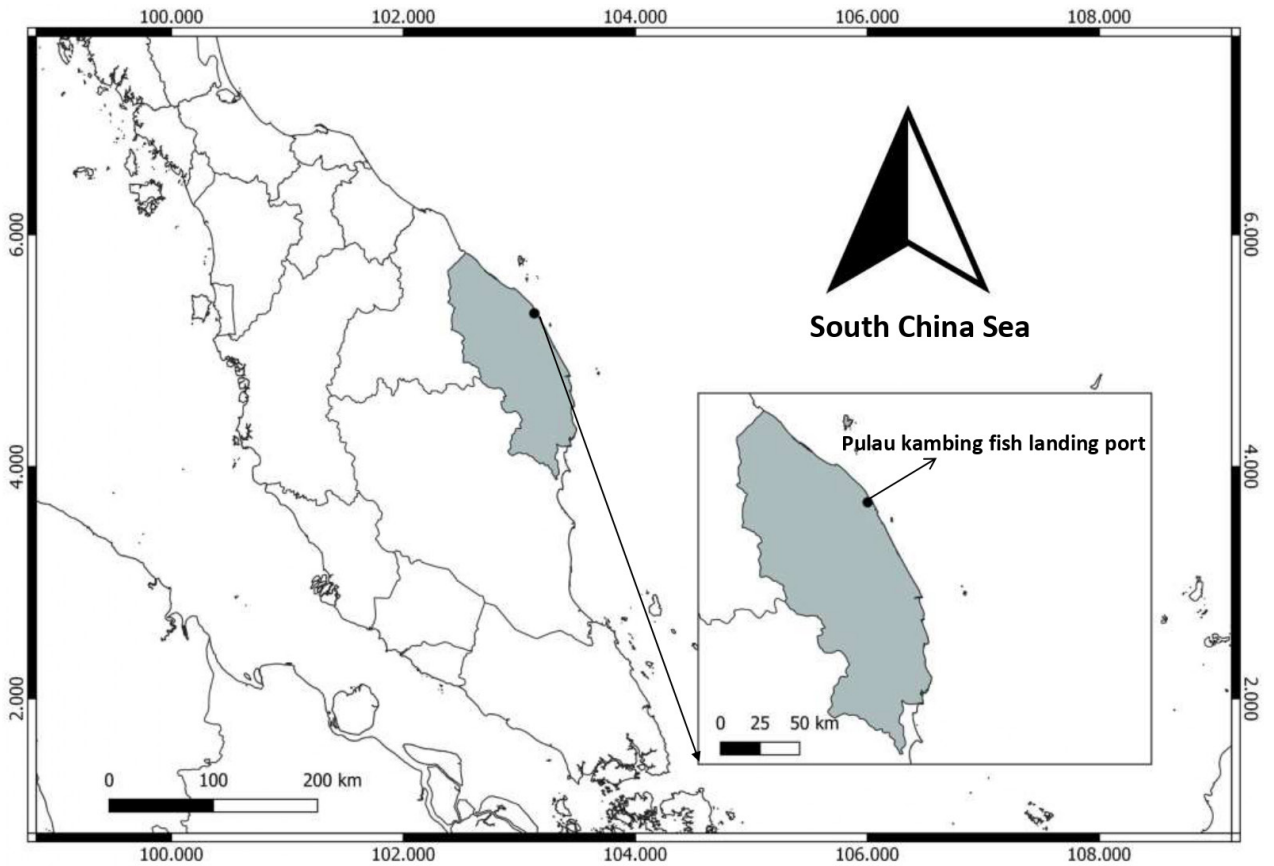 100.000 102.000 104.000 106.000 108.000
6.000 6.000
South China Sea
Pulau kambing fish landing port
4.000 4.000
2.000 2.000
0 25 50 km
0 100 200 km
100.000 102.000 104.000 106.000 108.000